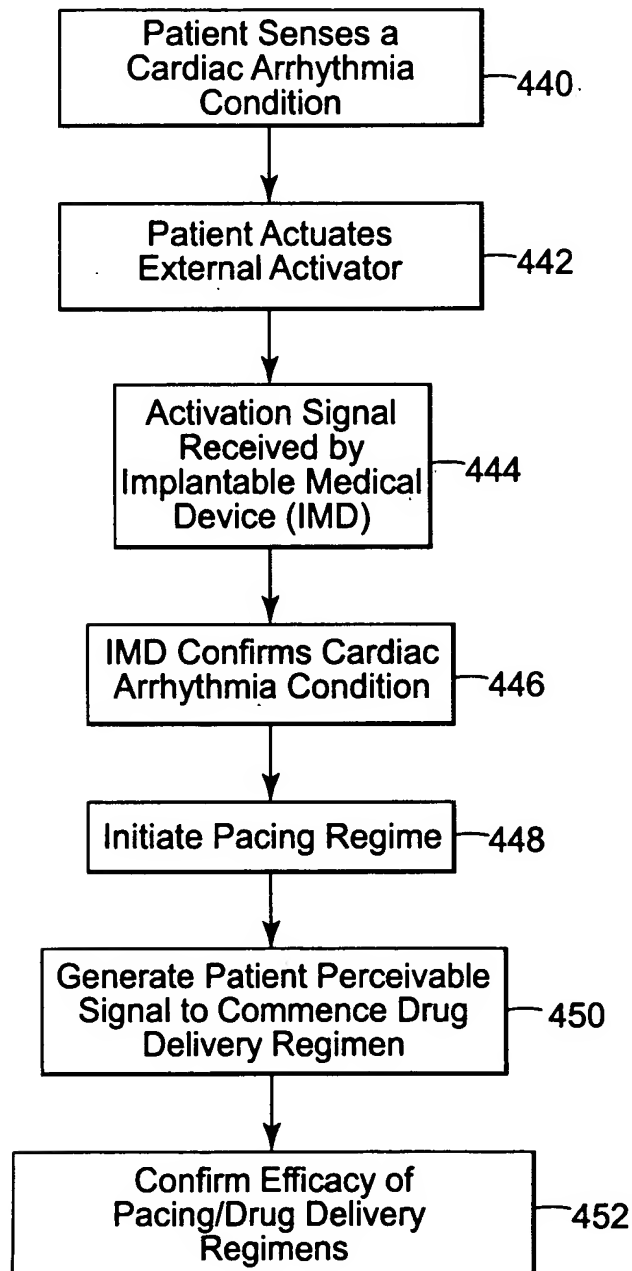 Patient Senses a
Cardiac Arrhythmia
Condition
440
Patient Actuates
External Activator
442
Activation Signal
Received by
Implantable Medical
Device (IMD)
444
IMD Confirms Cardiac
Arrhythmia Condition
446
Initiate Pacing Regime
448
Generate Patient Perceivable
Signal to Commence Drug
Delivery Regimen
450
Confirm Efficacy of
Pacing/Drug Delivery
Regimens
452